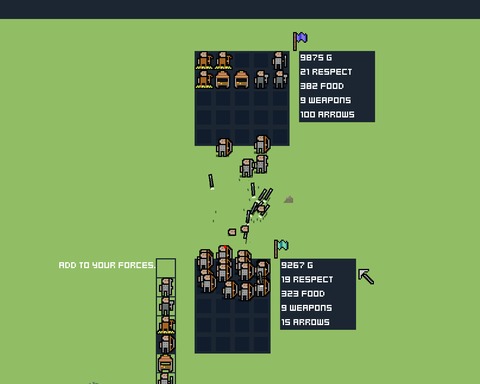 9875 G
21 RESPECT
382 FOOD
9 WEAPONS
100 ARROWS
ADD TO YOUR FORCES
9267 G
19 RESPECT
323 FOOD
9 WEAPONS
15 ARROWS